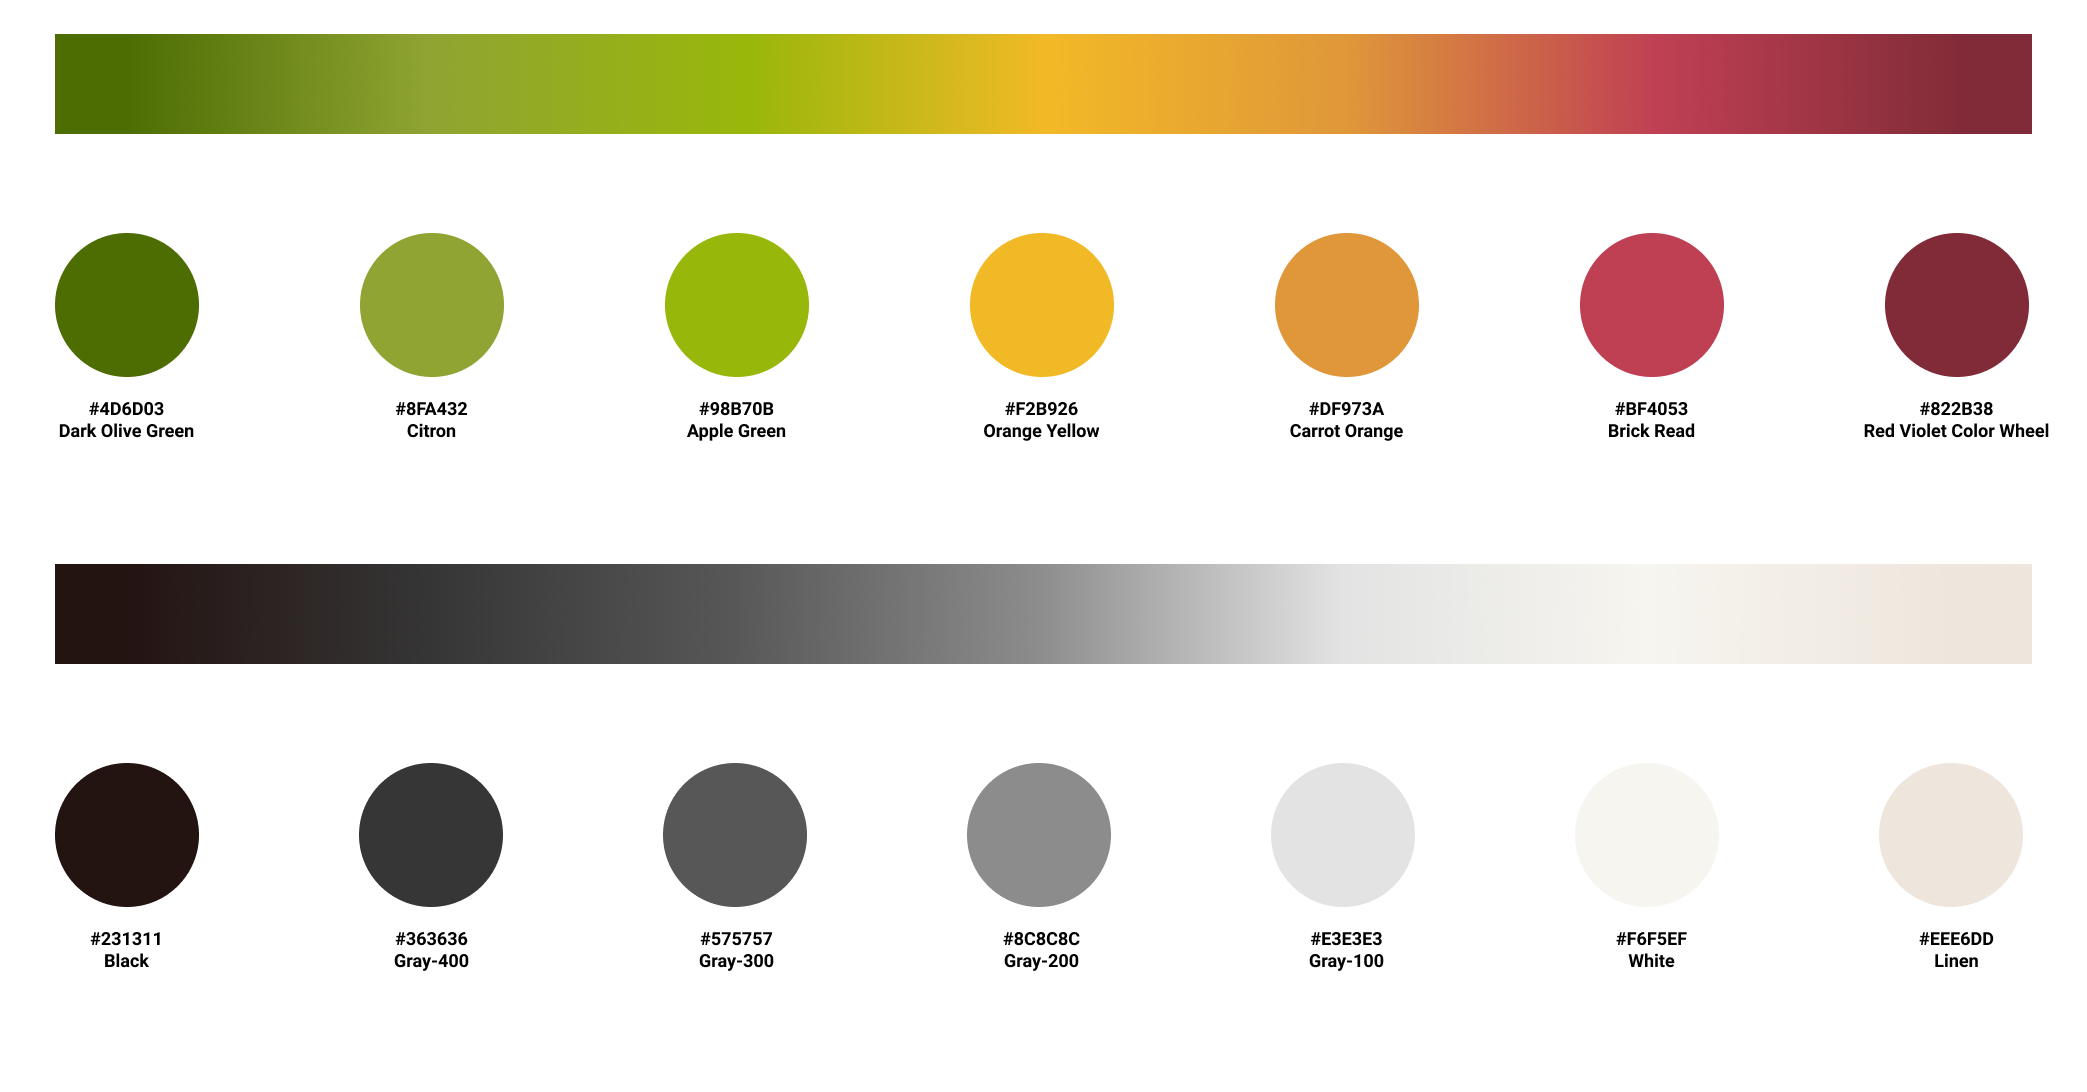 #4D6D03
Dark Olive Green
#8FA432
Citron
#98B70B
Apple Green
#F2B926
Orange Yellow
#DF973A
Carrot Orange
#BF4053
Brick Read
#822B38
Red Violet Color Wheel
#231311
Black
#363636
Gray-400
#575757
Gray-300
#8C8C8C
Gray-200
#E3E3E3
Gray-100
#F6F5EF
White
#EEE6DD
Linen